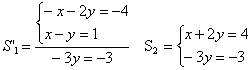 S'₁ = { -x - 2y = -4
x - y = 1
-3y = -3
S₂ = { x + 2y = 4
-3y = -3